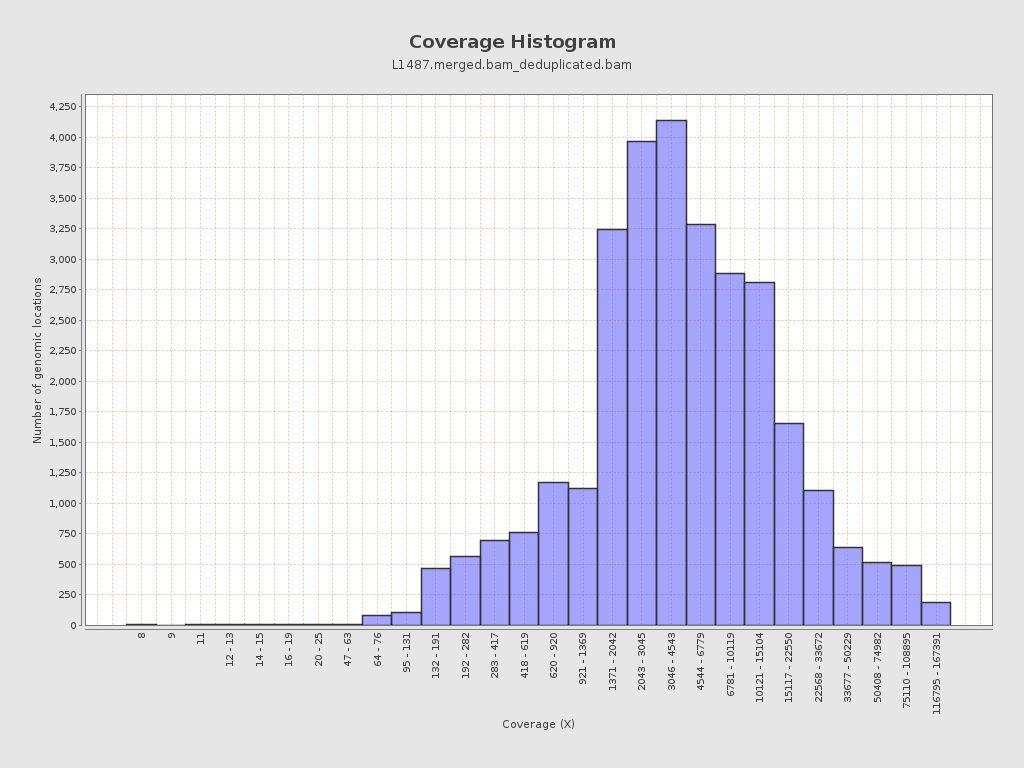 Coverage Histogram
L1487.merged.bam_deduplicated.bam
Number of genomic locations
4,250
4,000
3,750
3,500
3,250
3,000
2,750
2,500
2,250
2,000
1,750
1,500
1,250
1,000
750
500
250
0
8
9
11
12 - 13
14 - 15
16 - 19
20 - 25
47 - 63
64 - 76
95 - 131
132 - 191
192 - 282
283 - 417
418 - 619
620 - 920
921 - 1369
1371 - 2042
2043 - 3045
3046 - 4543
4544 - 6779
6781 - 10119
10121 - 15104
15117 - 22550
22568 - 33672
33677 - 50229
50408 - 74982
75110 - 108895
116795 - 167391
Coverage (X)